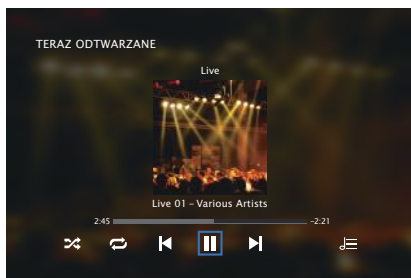 TERAZ ODTWARZANE
Live
Live 01 – Various Artists
2:45
-2:21